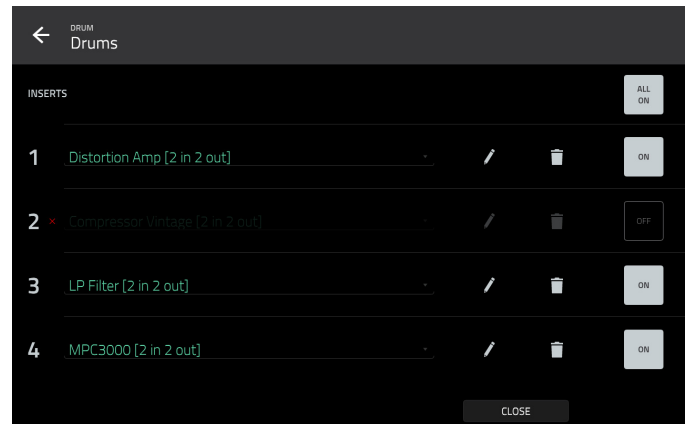 DRUM
Drums
INSERTS
ALL
ON
1 Distortion Amp [2 in 2 out] ON
2 × Compressor Vintage [2 in 2 out] OFF
3 LP Filter [2 in 2 out] ON
4 MPC3000 [2 in 2 out] ON
CLOSE